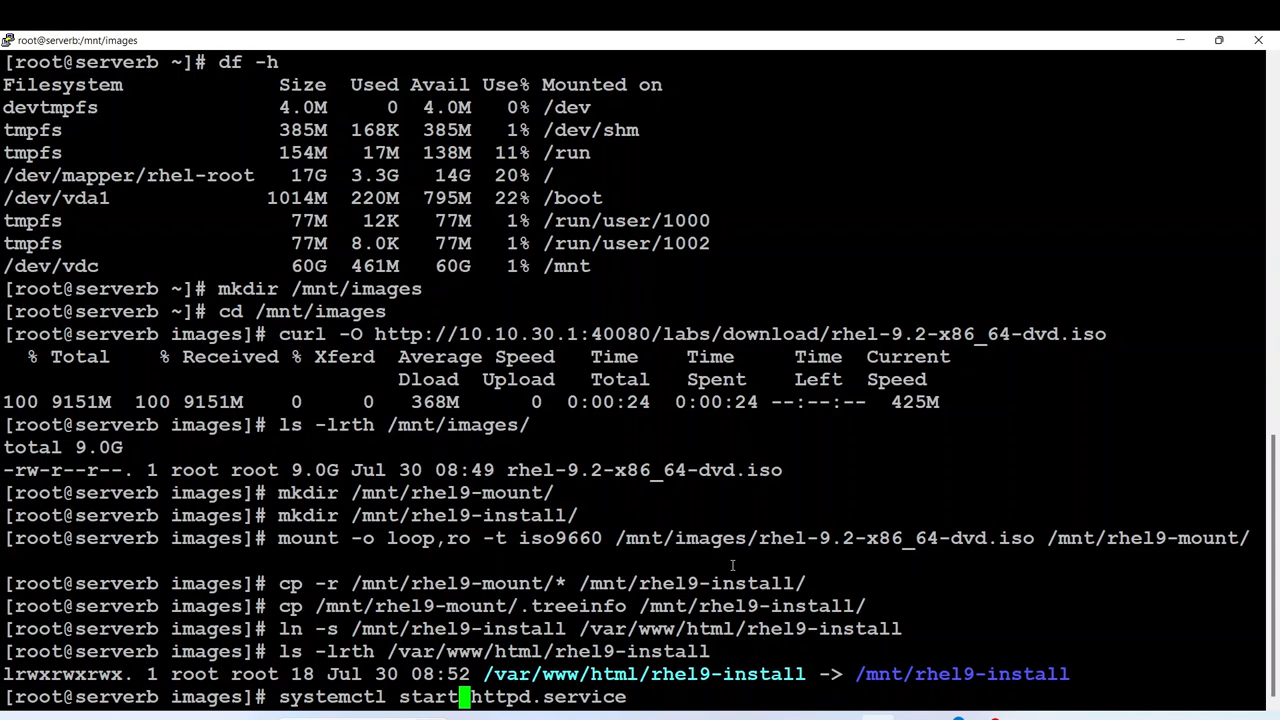 root@serverb:/mnt/images
[root@serverb ~]# df -h
Filesystem Size Used Avail Use% Mounted on
devtmpfs 4.0M 0 4.0M 0% /dev
tmpfs 385M 168K 385M 1% /dev/shm
tmpfs 154M 17M 138M 11% /run
/dev/mapper/rhel-root 17G 3.3G 14G 20% /
/dev/vda1 1014M 220M 795M 22% /boot
tmpfs 77M 12K 77M 1% /run/user/1000
tmpfs 77M 8.0K 77M 1% /run/user/1002
/dev/vdc 60G 461M 60G 1% /mnt
[root@serverb ~]# mkdir /mnt/images
[root@serverb ~]# cd /mnt/images
[root@serverb images]# curl -O http://10.10.30.1:40080/labs/download/rhel-9.2-x86_64-dvd.iso
% Total % Received % Xferd Average Speed Time Time Time Current
Dload Upload Total Spent Left Speed
100 9151M 100 9151M 0 0 368M 0 0:00:24 0:00:24 --:--:-- 425M
[root@serverb images]# ls -lrth /mnt/images/
total 9.0G
-rw-r--r--. 1 root root 9.0G Jul 30 08:49 rhel-9.2-x86_64-dvd.iso
[root@serverb images]# mkdir /mnt/rhel9-mount/
[root@serverb images]# mkdir /mnt/rhel9-install/
[root@serverb images]# mount -o loop,ro -t iso9660 /mnt/images/rhel-9.2-x86_64-dvd.iso /mnt/rhel9-mount/
[root@serverb images]# cp -r /mnt/rhel9-mount/* /mnt/rhel9-install/
[root@serverb images]# cp /mnt/rhel9-mount/.treeinfo /mnt/rhel9-install/
[root@serverb images]# ln -s /mnt/rhel9-install /var/www/html/rhel9-install
[root@serverb images]# ls -lrth /var/www/html/rhel9-install
lrwxrwxrwx. 1 root root 18 Jul 30 08:52 /var/www/html/rhel9-install -> /mnt/rhel9-install
[root@serverb images]# systemctl start httpd.service